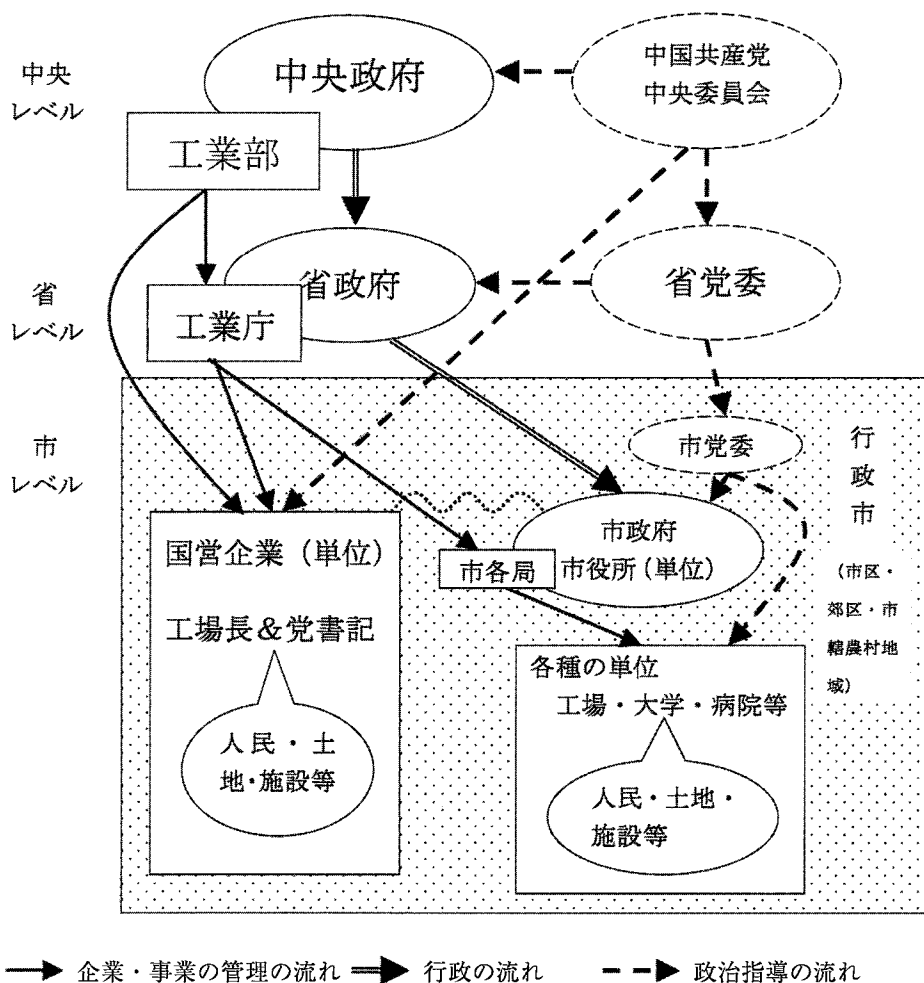 中央
レベル
中央政府
中国共産党
中央委員会
工業部
省
レベル
省政府
省党委
工業庁
市
レベル
市党委
行
政
市
（市区・
郊区・市
轄農村地
域）
国営企業（単位）
工場長＆党書記
人民・土
地・施設等
市政府
市役所（単位）
市各局
各種の単位
工場・大学・病院等
人民・土地・
施設等
企業・事業の管理の流れ
行政の流れ
政治指導の流れ